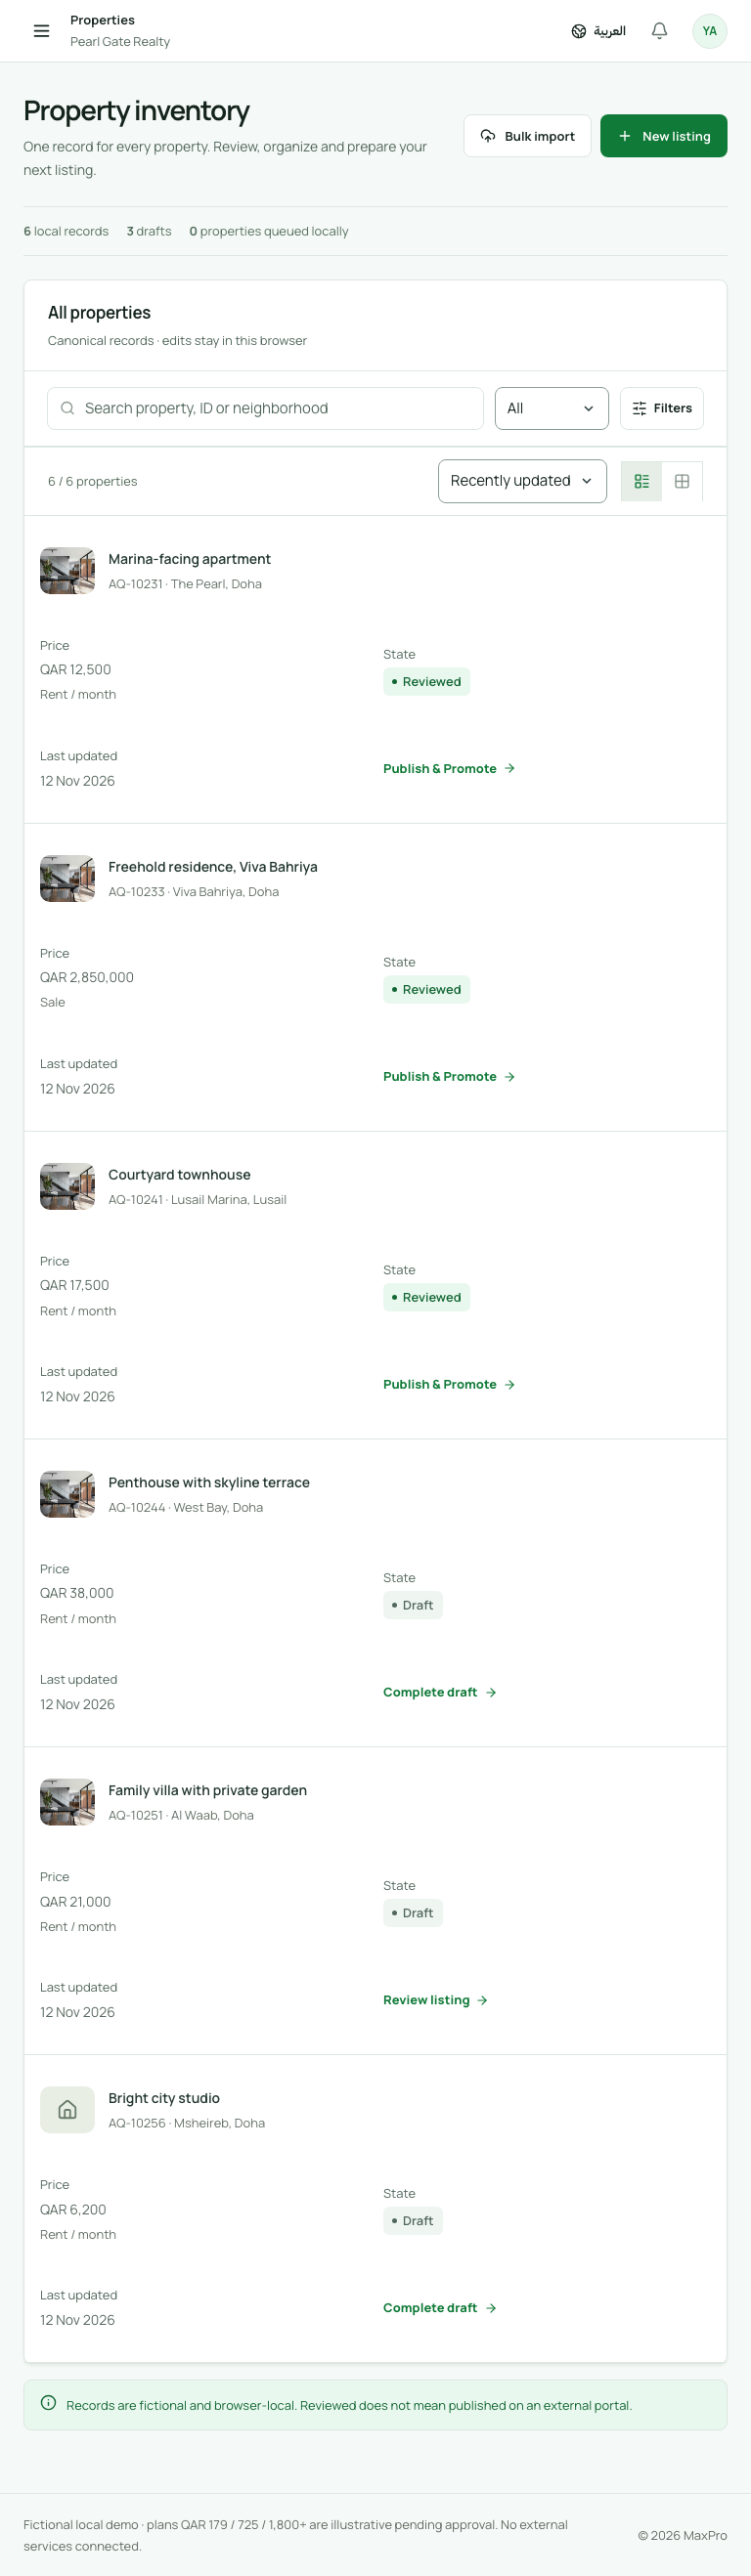 Properties
Pearl Gate Realty
العربية
YA
Property inventory
One record for every property. Review, organize and prepare your
next listing.
Bulk import
New listing
6 local records 3 drafts 0 properties queued locally
All properties
Canonical records · edits stay in this browser
Search property, ID or neighborhood
All
Filters
6 / 6 properties
Recently updated
Marina-facing apartment
AQ-10231 · The Pearl, Doha
Price
QAR 12,500
Rent / month
State
Reviewed
Last updated
12 Nov 2026
Publish & Promote
Freehold residence, Viva Bahriya
AQ-10233 · Viva Bahriya, Doha
Price
QAR 2,850,000
Sale
State
Reviewed
Last updated
12 Nov 2026
Publish & Promote
Courtyard townhouse
AQ-10241 · Lusail Marina, Lusail
Price
QAR 17,500
Rent / month
State
Reviewed
Last updated
12 Nov 2026
Publish & Promote
Penthouse with skyline terrace
AQ-10244 · West Bay, Doha
Price
QAR 38,000
Rent / month
State
Draft
Last updated
12 Nov 2026
Complete draft
Family villa with private garden
AQ-10251 · Al Waab, Doha
Price
QAR 21,000
Rent / month
State
Draft
Last updated
12 Nov 2026
Review listing
Bright city studio
AQ-10256 · Msheireb, Doha
Price
QAR 6,200
Rent / month
State
Draft
Last updated
12 Nov 2026
Complete draft
Records are fictional and browser-local. Reviewed does not mean published on an external portal.
Fictional local demo · plans QAR 179 / 725 / 1,800+ are illustrative pending approval. No external
services connected.
© 2026 MaxPro